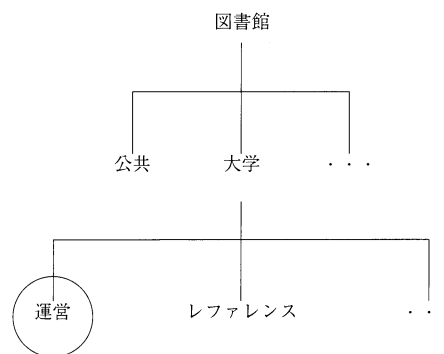 図書館
公共 大学 ・・・
運営 レファレンス ・・